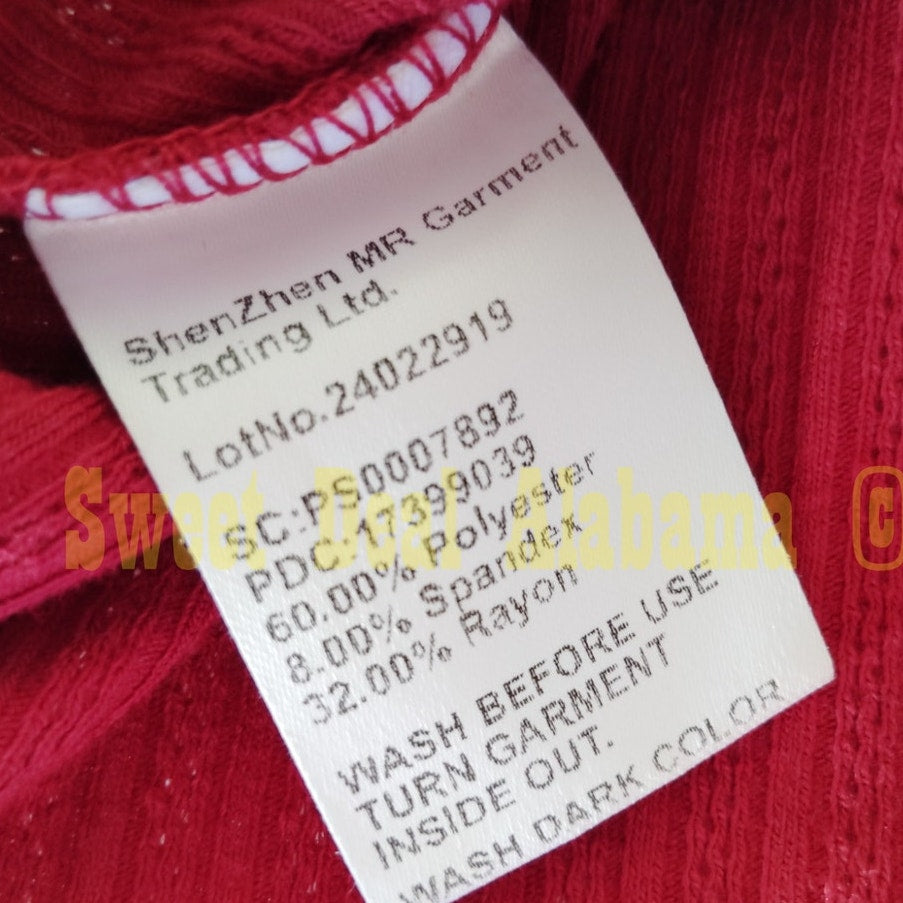 ShenZhen MR Garment
Trading Ltd.
LotNo.24022919
SC:PS0007892
PDC:17399039
60.00% Polyester
8.00% Spandex
32.00% Rayon
WASH BEFORE USE
TURN GARMENT
INSIDE OUT.
WASH DARK COLOR
Sweet Deal Alabama ©